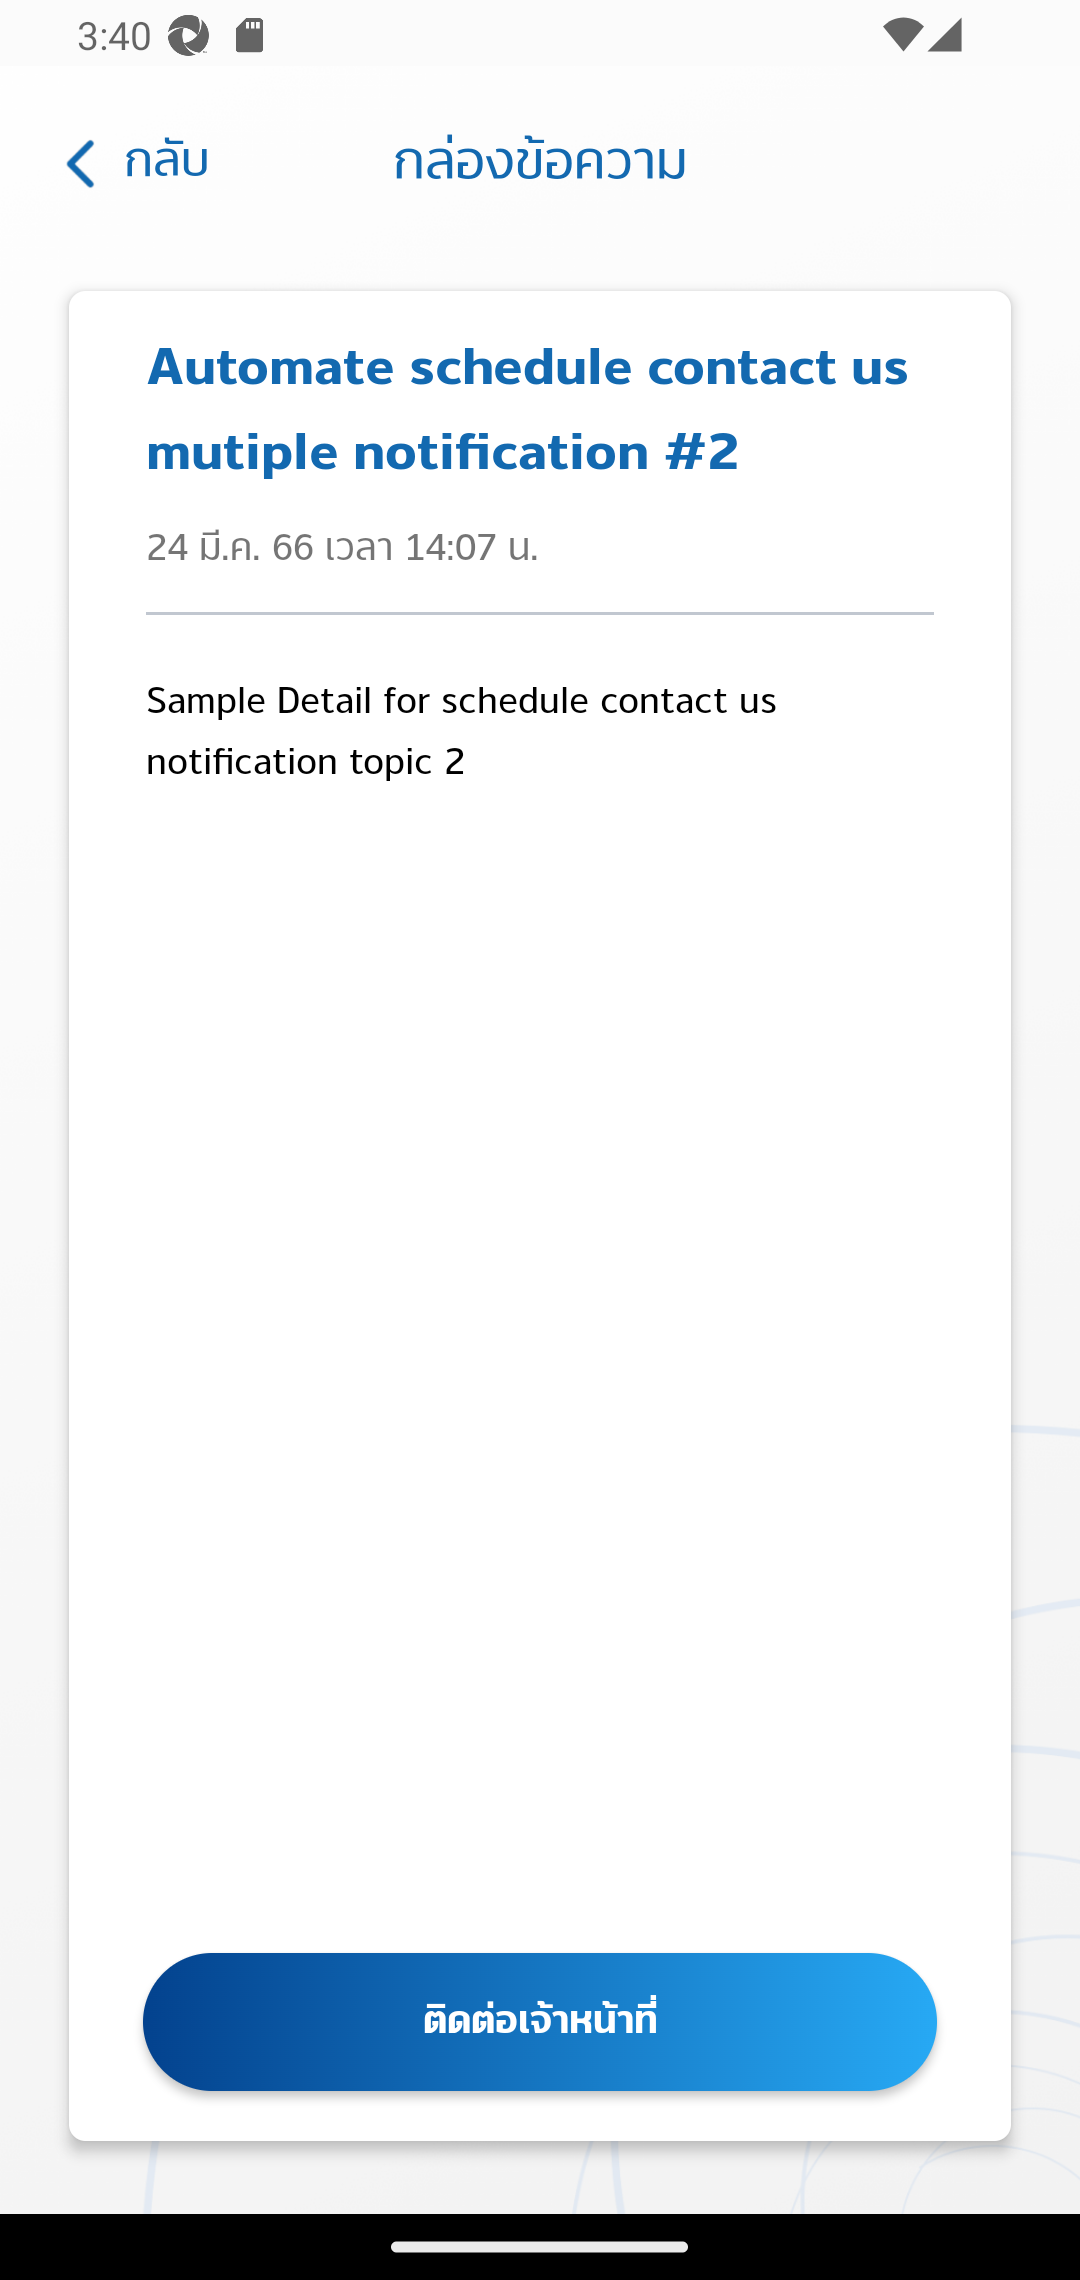 3:40
กลับ
กล่องข้อความ
Automate schedule contact us
mutiple notification #2
24 มี.ค. 66 เวลา 14:07 น.
Sample Detail for schedule contact us
notification topic 2
ติดต่อเจ้าหน้าที่